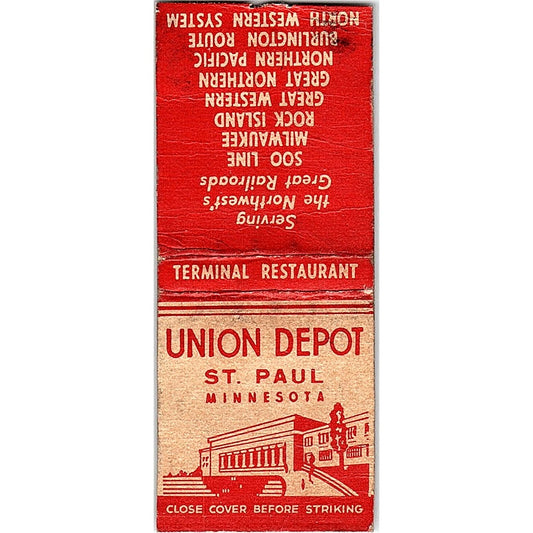 Serving
the Northwest's
Great Railroads
SOO LINE
MILWAUKEE
ROCK ISLAND
GREAT WESTERN
GREAT NORTHERN
NORTHERN PACIFIC
BURLINGTON ROUTE
NORTH WESTERN SYSTEM
TERMINAL RESTAURANT
UNION DEPOT
ST. PAUL
MINNESOTA
CLOSE COVER BEFORE STRIKING